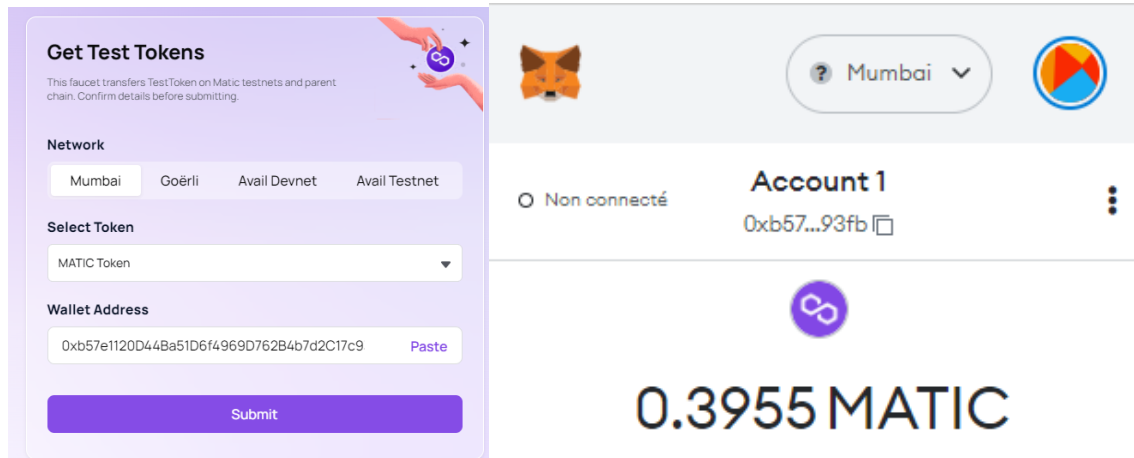 Get Test Tokens
This faucet transfers TestToken on Matic testnets and parent
chain. Confirm details before submitting.
Network
Mumbai Goërli Avail Devnet Avail Testnet
Select Token
MATIC Token
Wallet Address
0xb57e1120D44Ba51D6f4969D762B4b7d2C17c9 Paste
Submit
? Mumbai
Account 1
Non connecté
0xb57...93fb
0.3955 MATIC